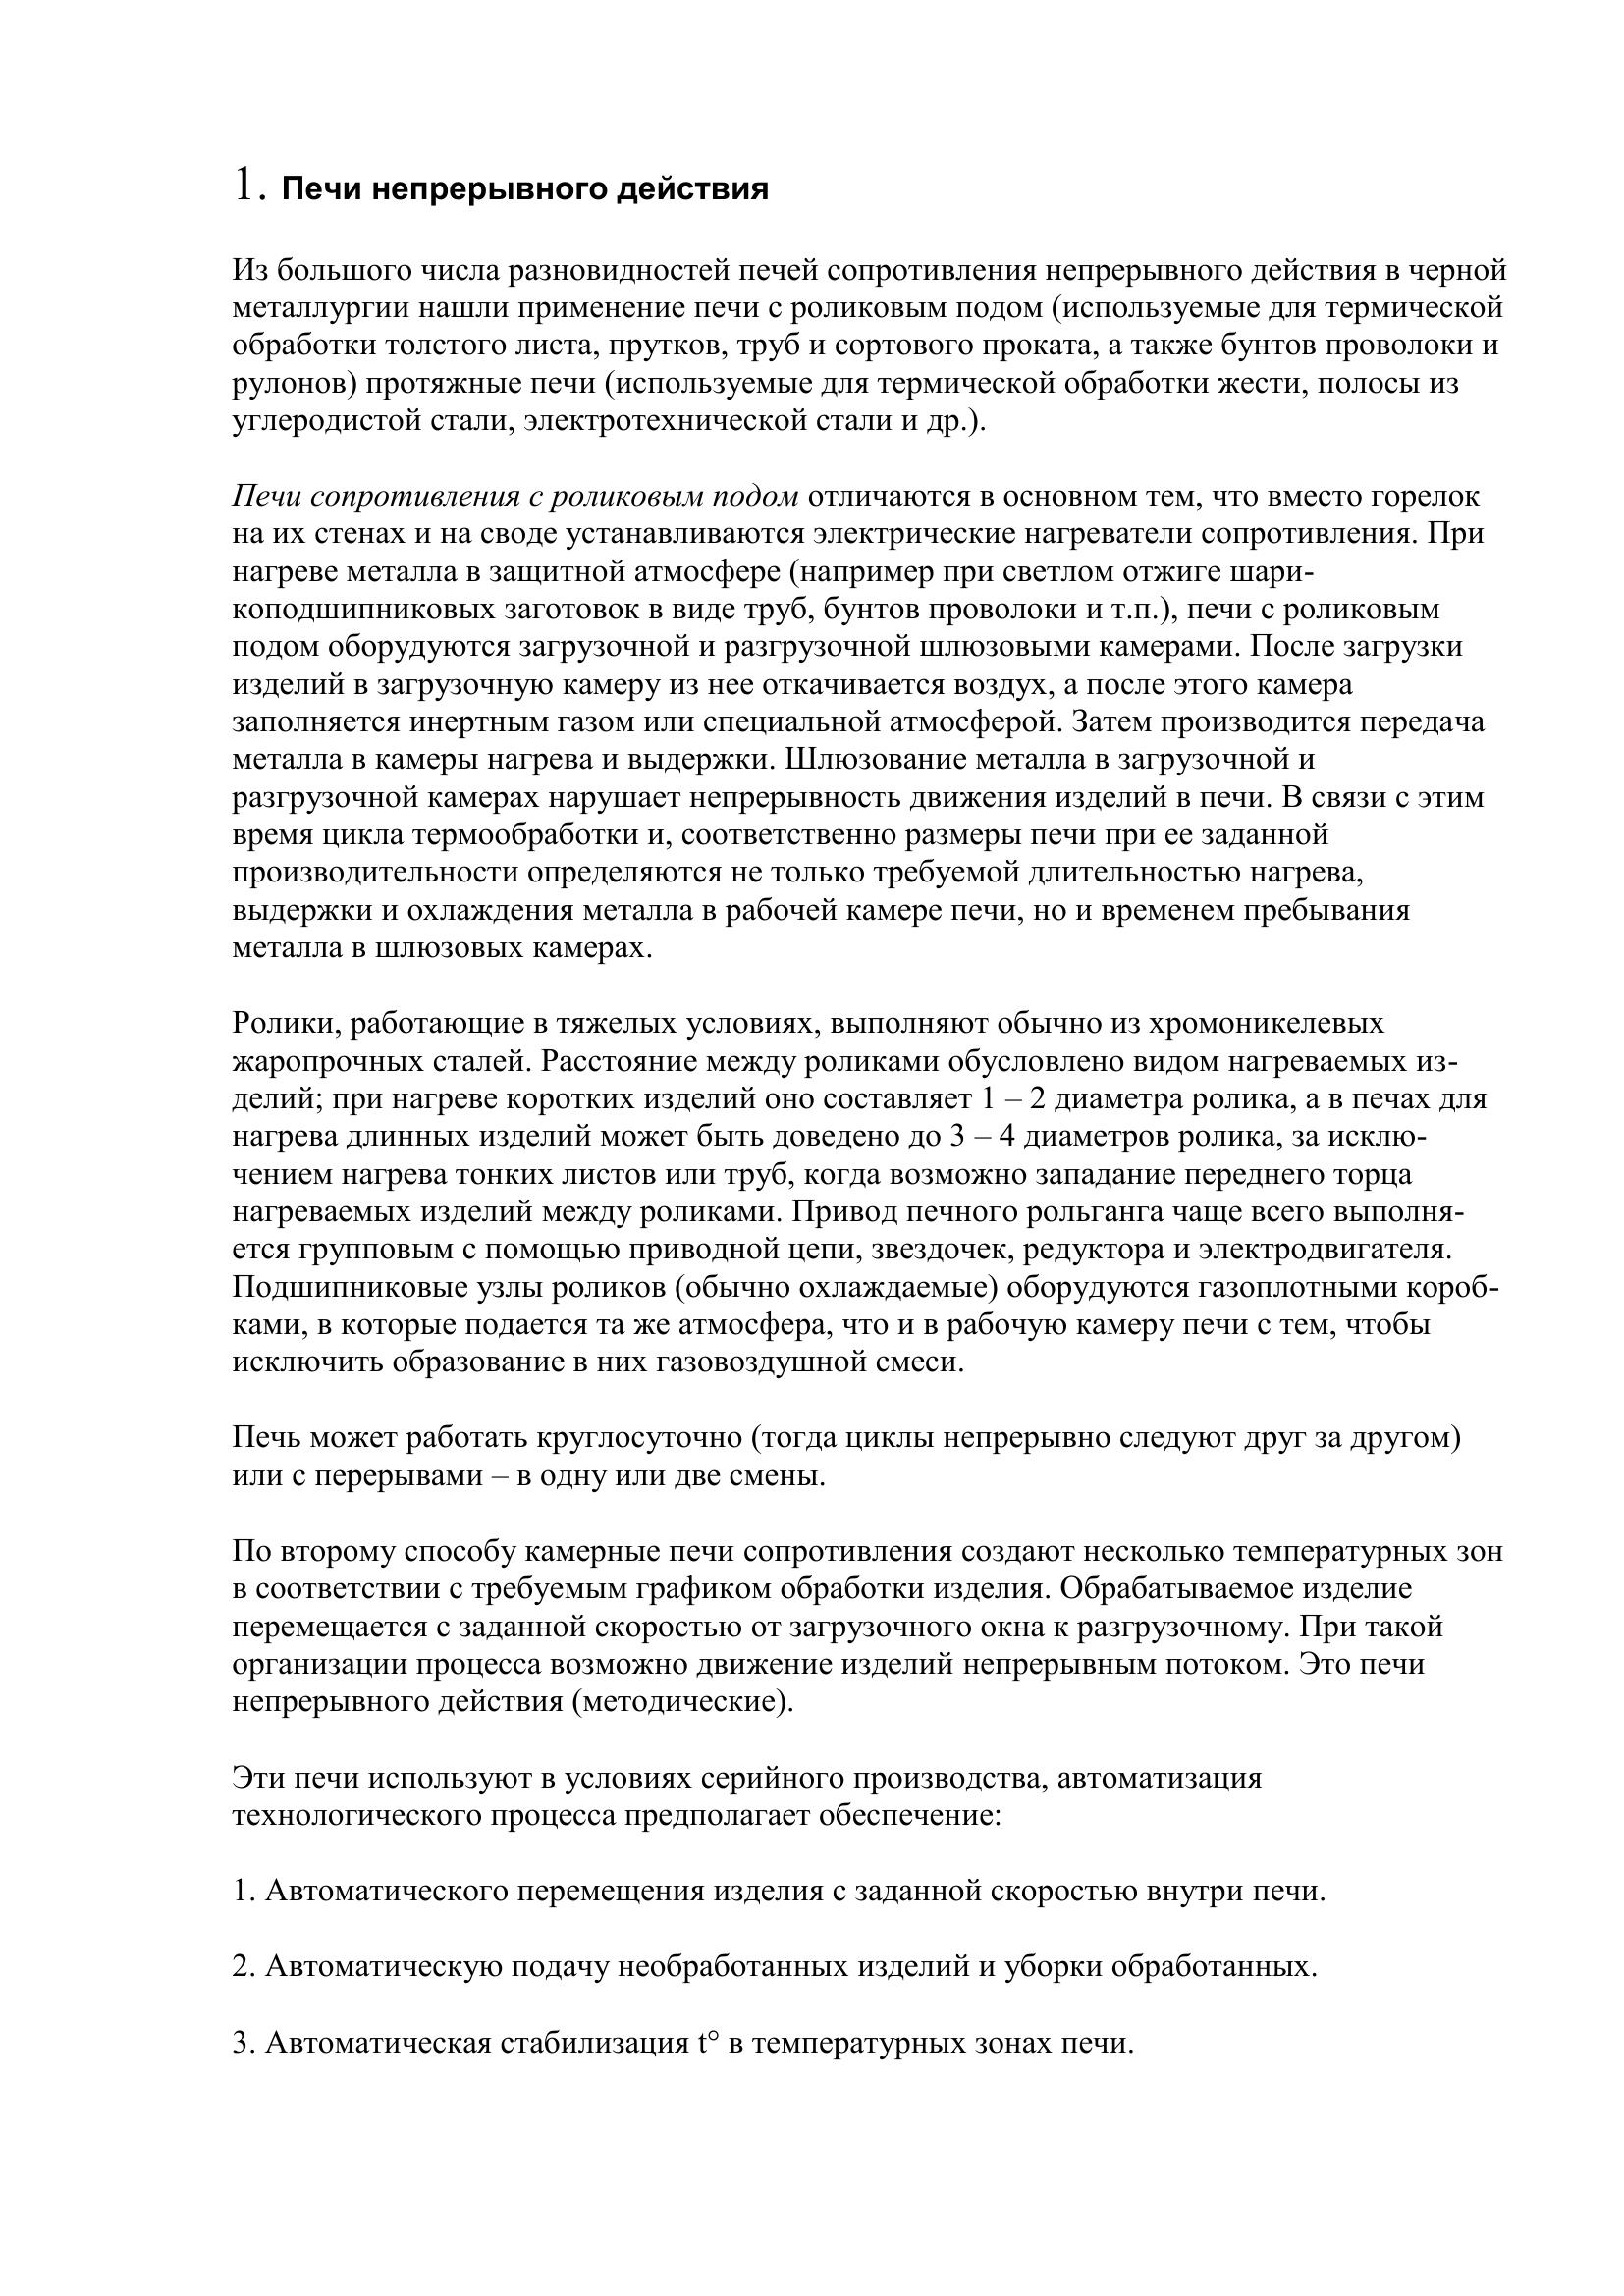 1. Печи непрерывного действия
Из большого числа разновидностей печей сопротивления непрерывного действия в черной
металлургии нашли применение печи с роликовым подом (используемые для термической
обработки толстого листа, прутков, труб и сортового проката, а также бунтов проволоки и
рулонов) протяжные печи (используемые для термической обработки жести, полосы из
углеродистой стали, электротехнической стали и др.).
Печи сопротивления с роликовым подом отличаются в основном тем, что вместо горелок
на их стенах и на своде устанавливаются электрические нагреватели сопротивления. При
нагреве металла в защитной атмосфере (например при светлом отжиге шари-
коподшипниковых заготовок в виде труб, бунтов проволоки и т.п.), печи с роликовым
подом оборудуются загрузочной и разгрузочной шлюзовыми камерами. После загрузки
изделий в загрузочную камеру из нее откачивается воздух, а после этого камера
заполняется инертным газом или специальной атмосферой. Затем производится передача
металла в камеры нагрева и выдержки. Шлюзование металла в загрузочной и
разгрузочной камерах нарушает непрерывность движения изделий в печи. В связи с этим
время цикла термообработки и, соответственно размеры печи при ее заданной
производительности определяются не только требуемой длительностью нагрева,
выдержки и охлаждения металла в рабочей камере печи, но и временем пребывания
металла в шлюзовых камерах.
Ролики, работающие в тяжелых условиях, выполняют обычно из хромоникелевых
жаропрочных сталей. Расстояние между роликами обусловлено видом нагреваемых из-
делий; при нагреве коротких изделий оно составляет 1 – 2 диаметра ролика, а в печах для
нагрева длинных изделий может быть доведено до 3 – 4 диаметров ролика, за исклю-
чением нагрева тонких листов или труб, когда возможно западание переднего торца
нагреваемых изделий между роликами. Привод печного рольганга чаще всего выполня-
ется групповым с помощью приводной цепи, звездочек, редуктора и электродвигателя.
Подшипниковые узлы роликов (обычно охлаждаемые) оборудуются газоплотными короб-
ками, в которые подается та же атмосфера, что и в рабочую камеру печи с тем, чтобы
исключить образование в них газовоздушной смеси.
Печь может работать круглосуточно (тогда циклы непрерывно следуют друг за другом)
или с перерывами – в одну или две смены.
По второму способу камерные печи сопротивления создают несколько температурных зон
в соответствии с требуемым графиком обработки изделия. Обрабатываемое изделие
перемещается с заданной скоростью от загрузочного окна к разгрузочному. При такой
организации процесса возможно движение изделий непрерывным потоком. Это печи
непрерывного действия (методические).
Эти печи используют в условиях серийного производства, автоматизация
технологического процесса предполагает обеспечение:
1. Автоматического перемещения изделия с заданной скоростью внутри печи.
2. Автоматическую подачу необработанных изделий и уборки обработанных.
3. Автоматическая стабилизация t° в температурных зонах печи.